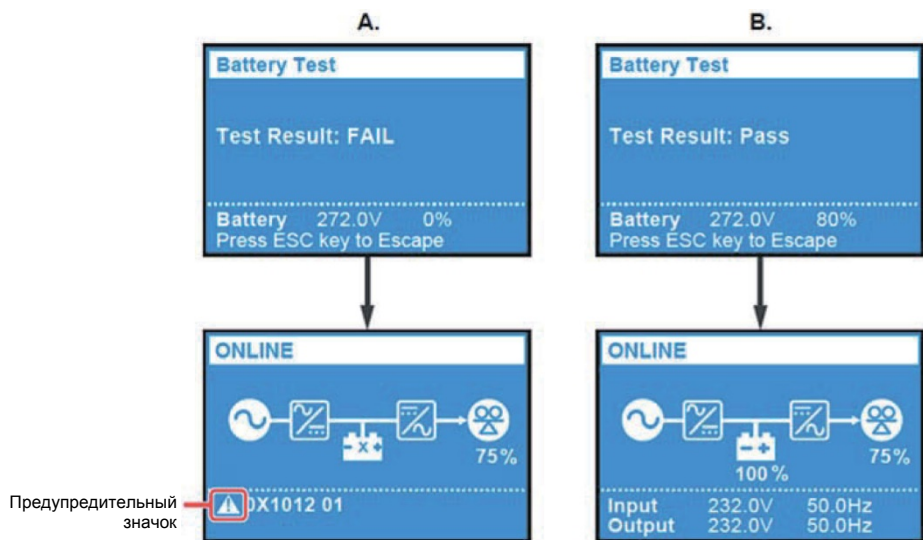 A.
Battery Test
Test Result: FAIL
Battery 272.0V 0%
Press ESC key to Escape
ONLINE
75%
0X1012 01
Предупредительный
значок
B.
Battery Test
Test Result: Pass
Battery 272.0V 80%
Press ESC key to Escape
ONLINE
75%
100 %
Input 232.0V 50.0Hz
Output 232.0V 50.0Hz